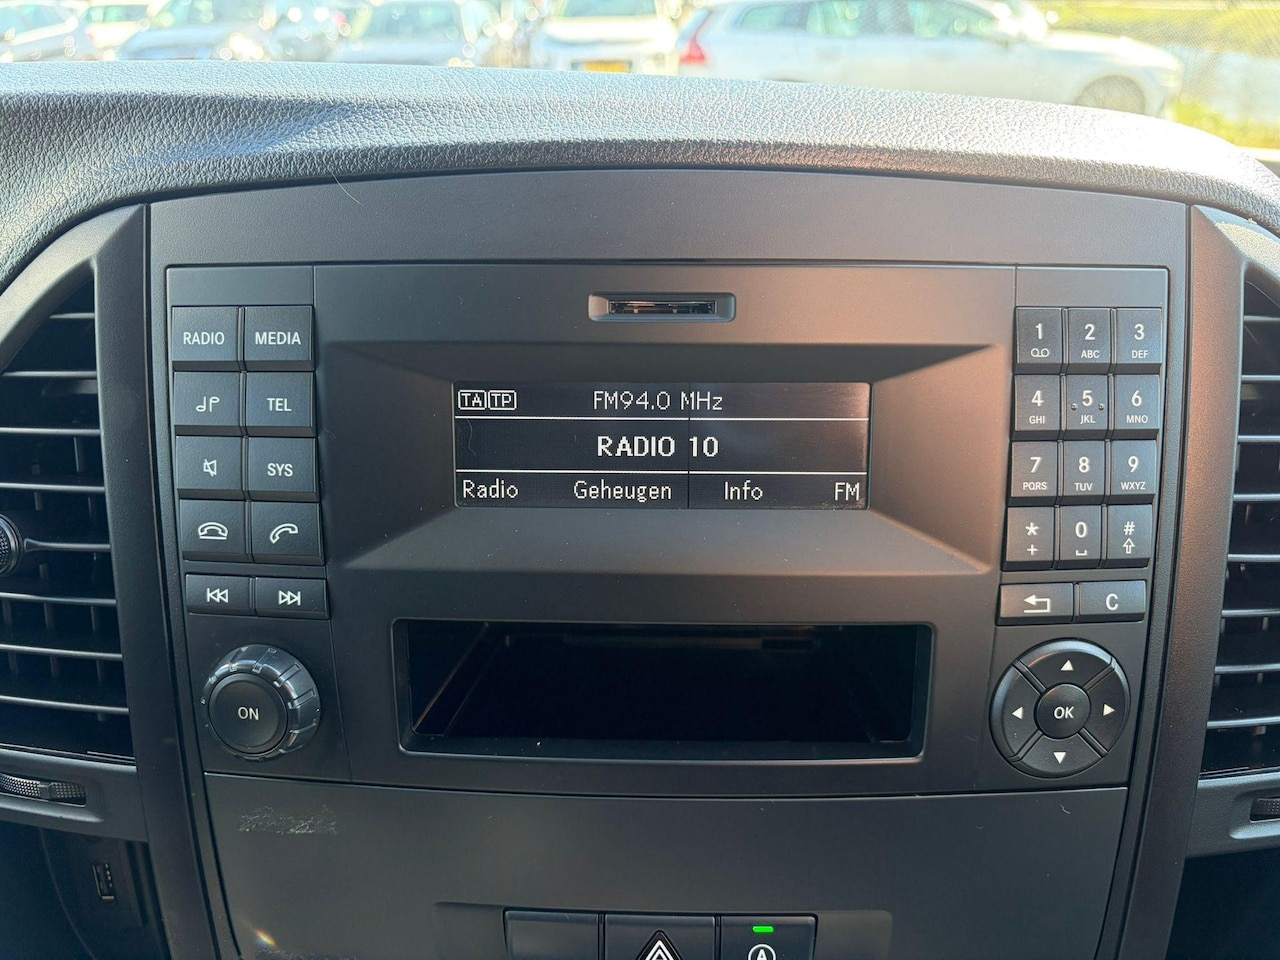 RADIO MEDIA
TEL
SYS
ON
TA TP FM94.0 MHz
RADIO 10
Radio Geheugen Info FM
1 2 ABC 3 DEF
4 GHI 5 JKL 6 MNO
7 PQRS 8 TUV 9 WXYZ
* + 0 #
C
OK
A